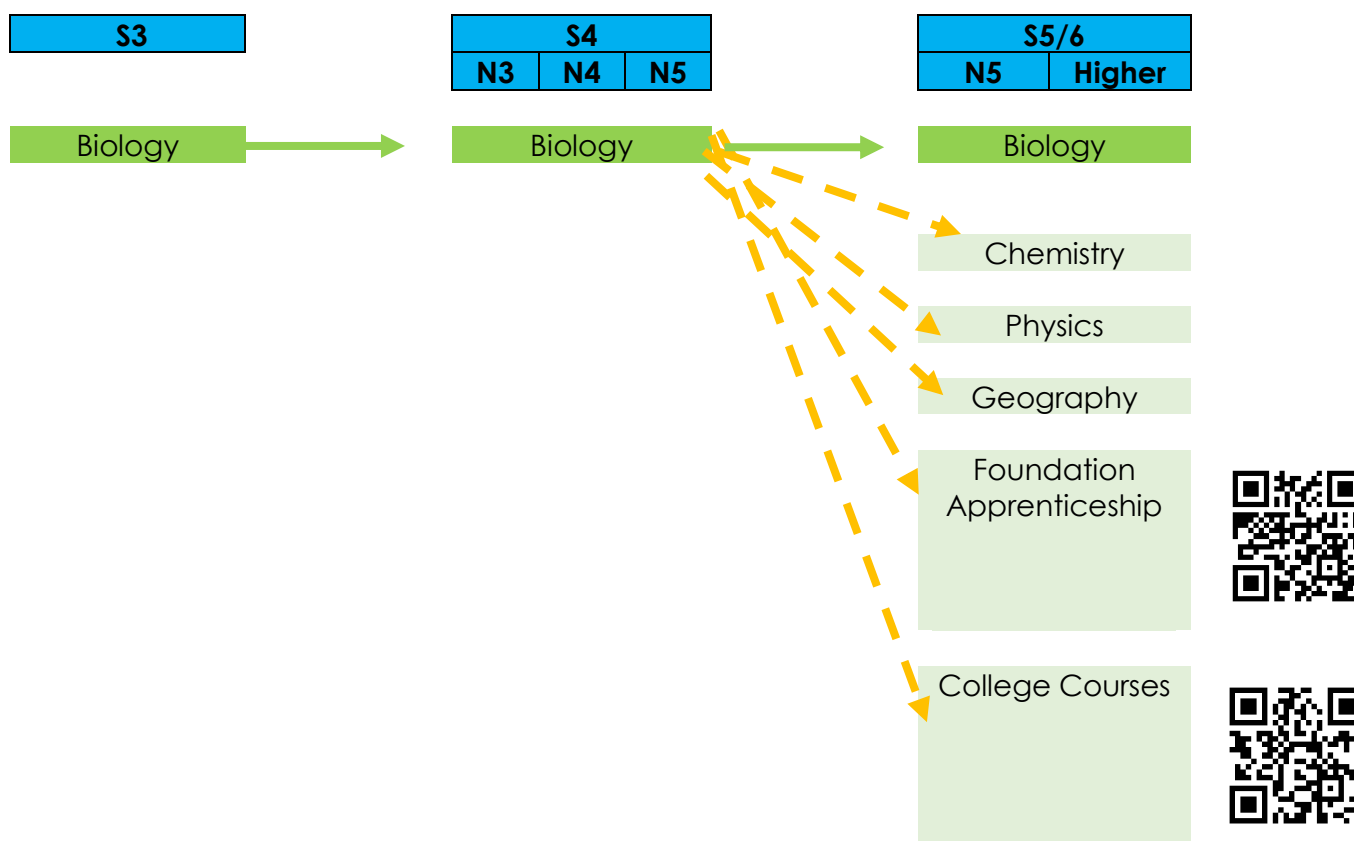 S3
S4
S5/6
N3 N4 N5
N5 Higher
Biology
Biology
Biology
Chemistry
Physics
Geography
Foundation
Apprenticeship
College Courses